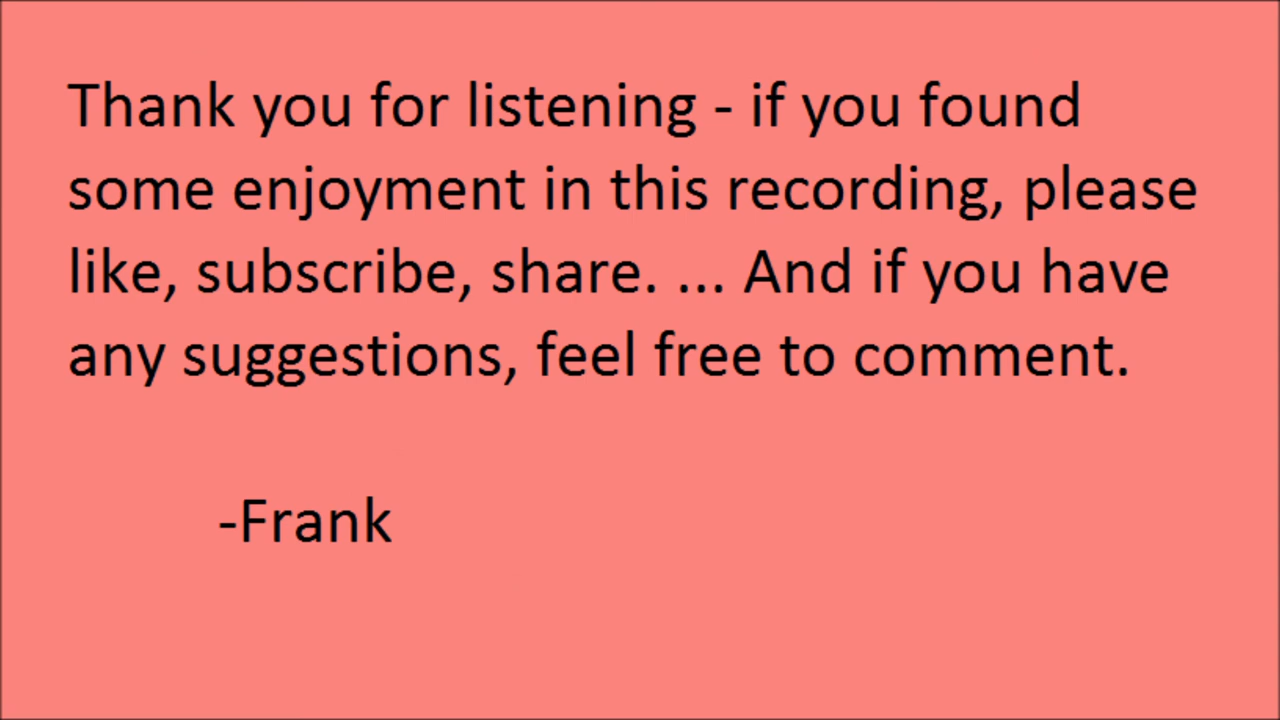 Thank you for listening - if you found
some enjoyment in this recording, please
like, subscribe, share. ... And if you have
any suggestions, feel free to comment.
-Frank